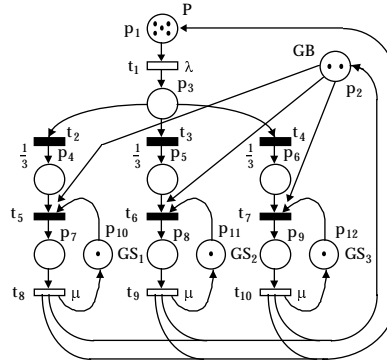 P
p1
GB
t1 λ
p3
p2
t2 t3 t4
1/3 p4 1/3 p5 1/3 p6
t5 t6 t7
p7 p10 p8 p11 p9 p12
GS1 GS2 GS3
t8 μ t9 μ t10 μ